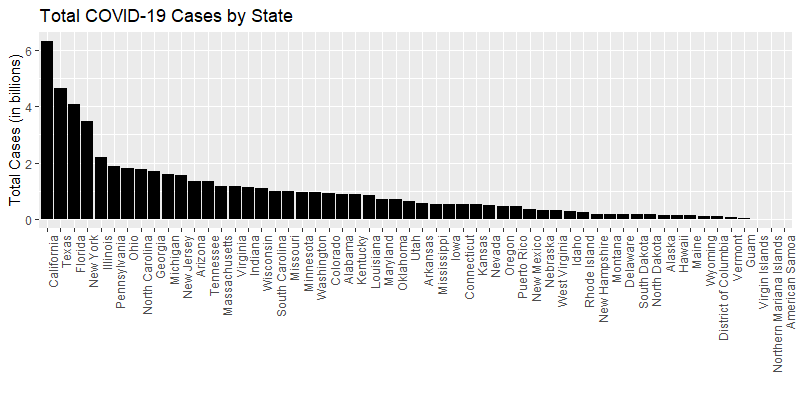 Total COVID-19 Cases by State
Total Cases (in billions)
6
4
2
0
California
Texas
Florida
New York
Illinois
Pennsylvania
Ohio
North Carolina
Georgia
Michigan
New Jersey
Arizona
Tennessee
Massachusetts
Virginia
Indiana
Wisconsin
South Carolina
Missouri
Minnesota
Washington
Colorado
Alabama
Kentucky
Louisiana
Maryland
Oklahoma
Utah
Arkansas
Mississippi
Iowa
Connecticut
Kansas
Nevada
Oregon
Puerto Rico
New Mexico
Nebraska
West Virginia
Idaho
Rhode Island
New Hampshire
Montana
Delaware
South Dakota
North Dakota
Alaska
Hawaii
Maine
Wyoming
District of Columbia
Vermont
Guam
Virgin Islands
Northern Mariana Islands
American Samoa